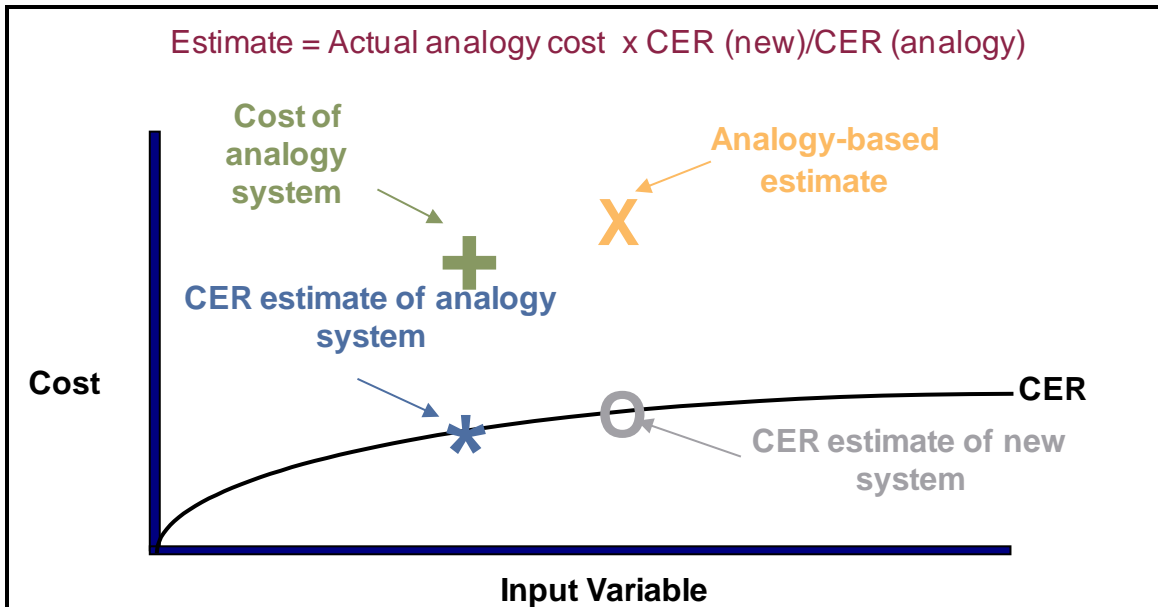 Estimate = Actual analogy cost x CER (new)/CER (analogy)
Cost of
analogy
system
Analogy-based
estimate
X
+
CER estimate of analogy
system
Cost
CER
*
O
CER estimate of new
system
Input Variable